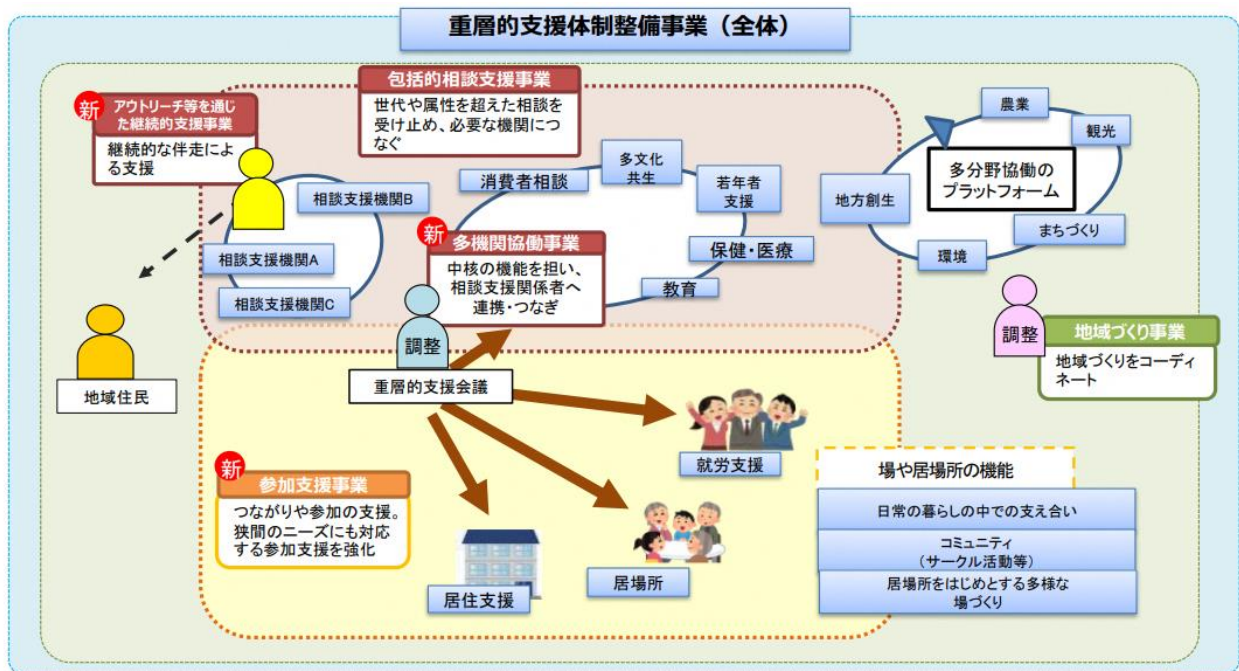 重層的支援体制整備事業（全体）
新
アウトリーチ等を通じ
た継続的支援事業
継続的な伴走によ
る支援
包括的相談支援事業
世代や属性を超えた相談を
受け止め、必要な機関につ
なぐ
相談支援機関B
相談支援機関A
相談支援機関C
消費者相談
多文化
共生
若年者
支援
保健・医療
教育
新
多機関協働事業
中核の機能を担い、
相談支援関係者へ
連携・つなぎ
農業
観光
多分野協働の
プラットフォーム
地方創生
まちづくり
環境
地域住民
調整
重層的支援会議
調整
地域づくり事業
地域づくりをコーディ
ネート
新
参加支援事業
つながりや参加の支援。
狭間のニーズにも対応
する参加支援を強化
就労支援
居場所
居住支援
場や居場所の機能
日常の暮らしの中での支え合い
コミュニティ
（サークル活動等）
居場所をはじめとする多様な
場づくり